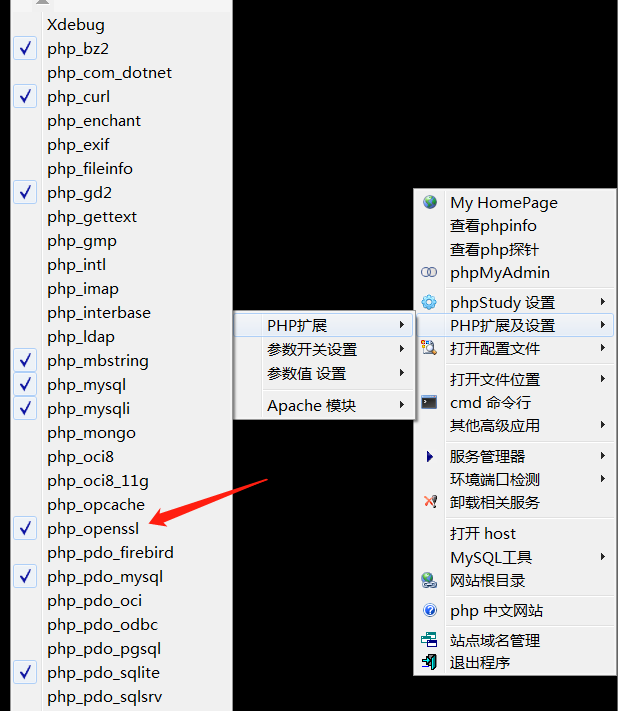 Xdebug
php_bz2
php_com_dotnet
php_curl
php_enchant
php_exif
php_fileinfo
php_gd2
php_gettext
php_gmp
php_intl
php_imap
php_interbase
php_ldap
php_mbstring
php_mysql
php_mysqli
php_mongo
php_oci8
php_oci8_11g
php_opcache
php_openssl
php_pdo_firebird
php_pdo_mysql
php_pdo_oci
php_pdo_odbc
php_pdo_pgsql
php_pdo_sqlite
php_pdo_sqlsrv
PHP扩展
参数开关设置
参数值 设置
Apache 模块
My HomePage
查看phpinfo
查看php探针
phpMyAdmin
phpStudy 设置
PHP扩展及设置
打开配置文件
打开文件位置
cmd 命令行
其他高级应用
服务管理器
环境端口检测
卸载相关服务
打开 host
MySQL工具
网站根目录
php 中文网站
站点域名管理
退出程序